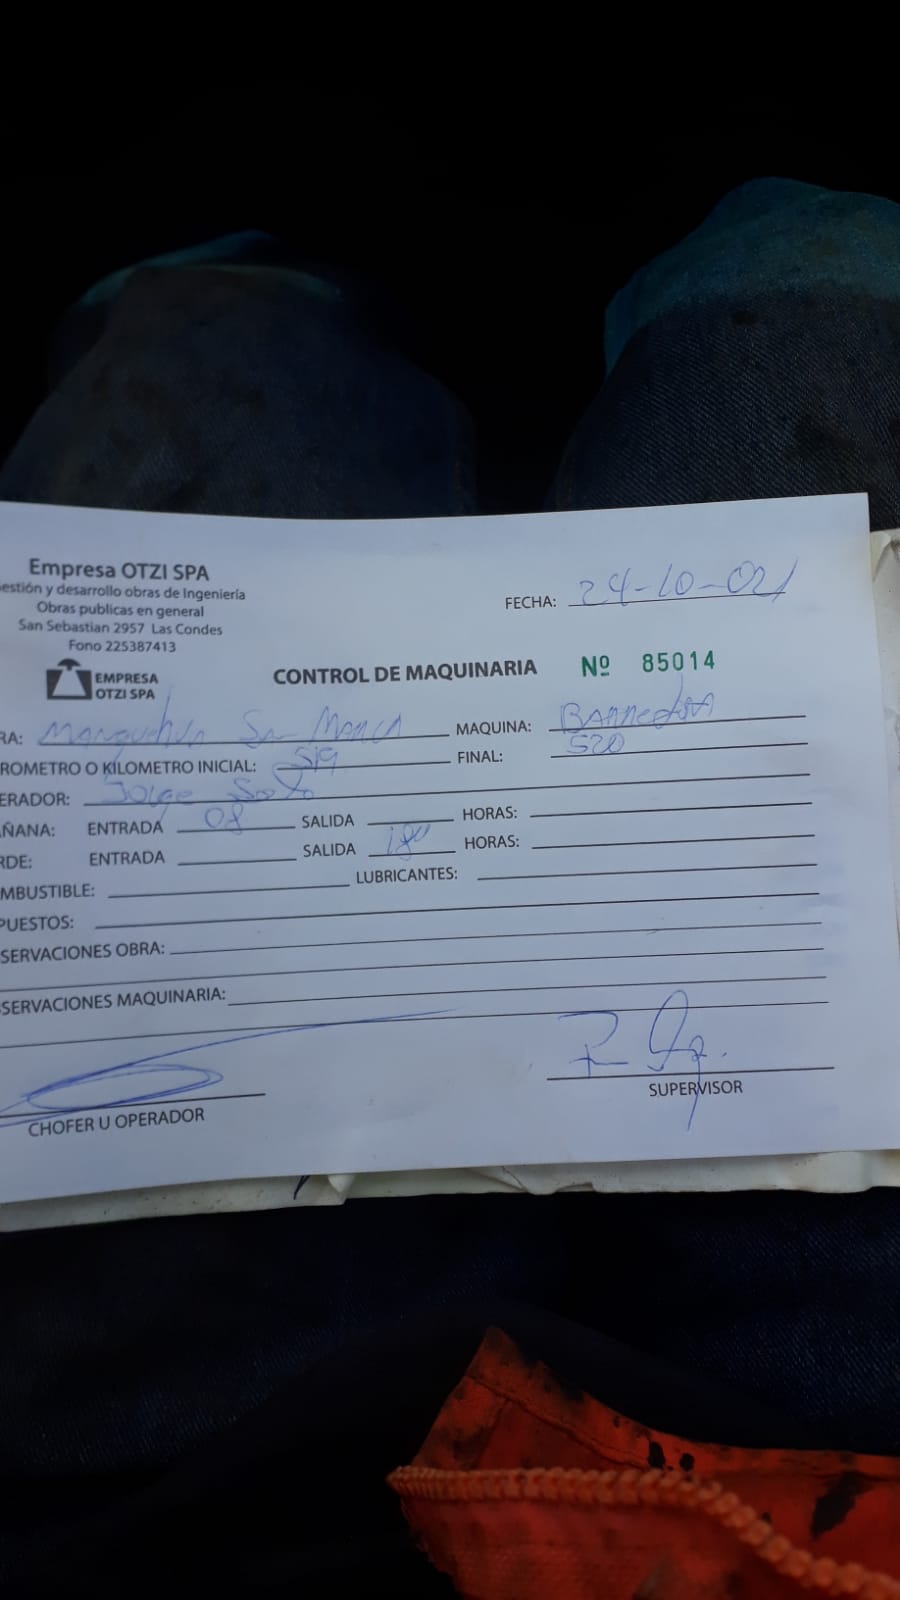 Empresa OTZI SPA
estión y desarrollo obras de Ingeniería
Obras publicas en general
San Sebastian 2957 Las Condes
Fono 225387413
EMPRESA
OTZI SPA
FECHA: 24-10-021
CONTROL DE MAQUINARIA Nº 85014
RA: Manquehue San MAQUINA: BARREDORA
ROMETRO O KILOMETRO INICIAL: 519 FINAL: 520
ERADOR: Jorge Soto
AÑANA: ENTRADA 08 SALIDA HORAS:
RDE: ENTRADA SALIDA 18 HORAS:
MBUSTIBLE: LUBRICANTES:
PUESTOS:
SERVACIONES OBRA:
SERVACIONES MAQUINARIA:
CHOFER U OPERADOR
SUPERVISOR